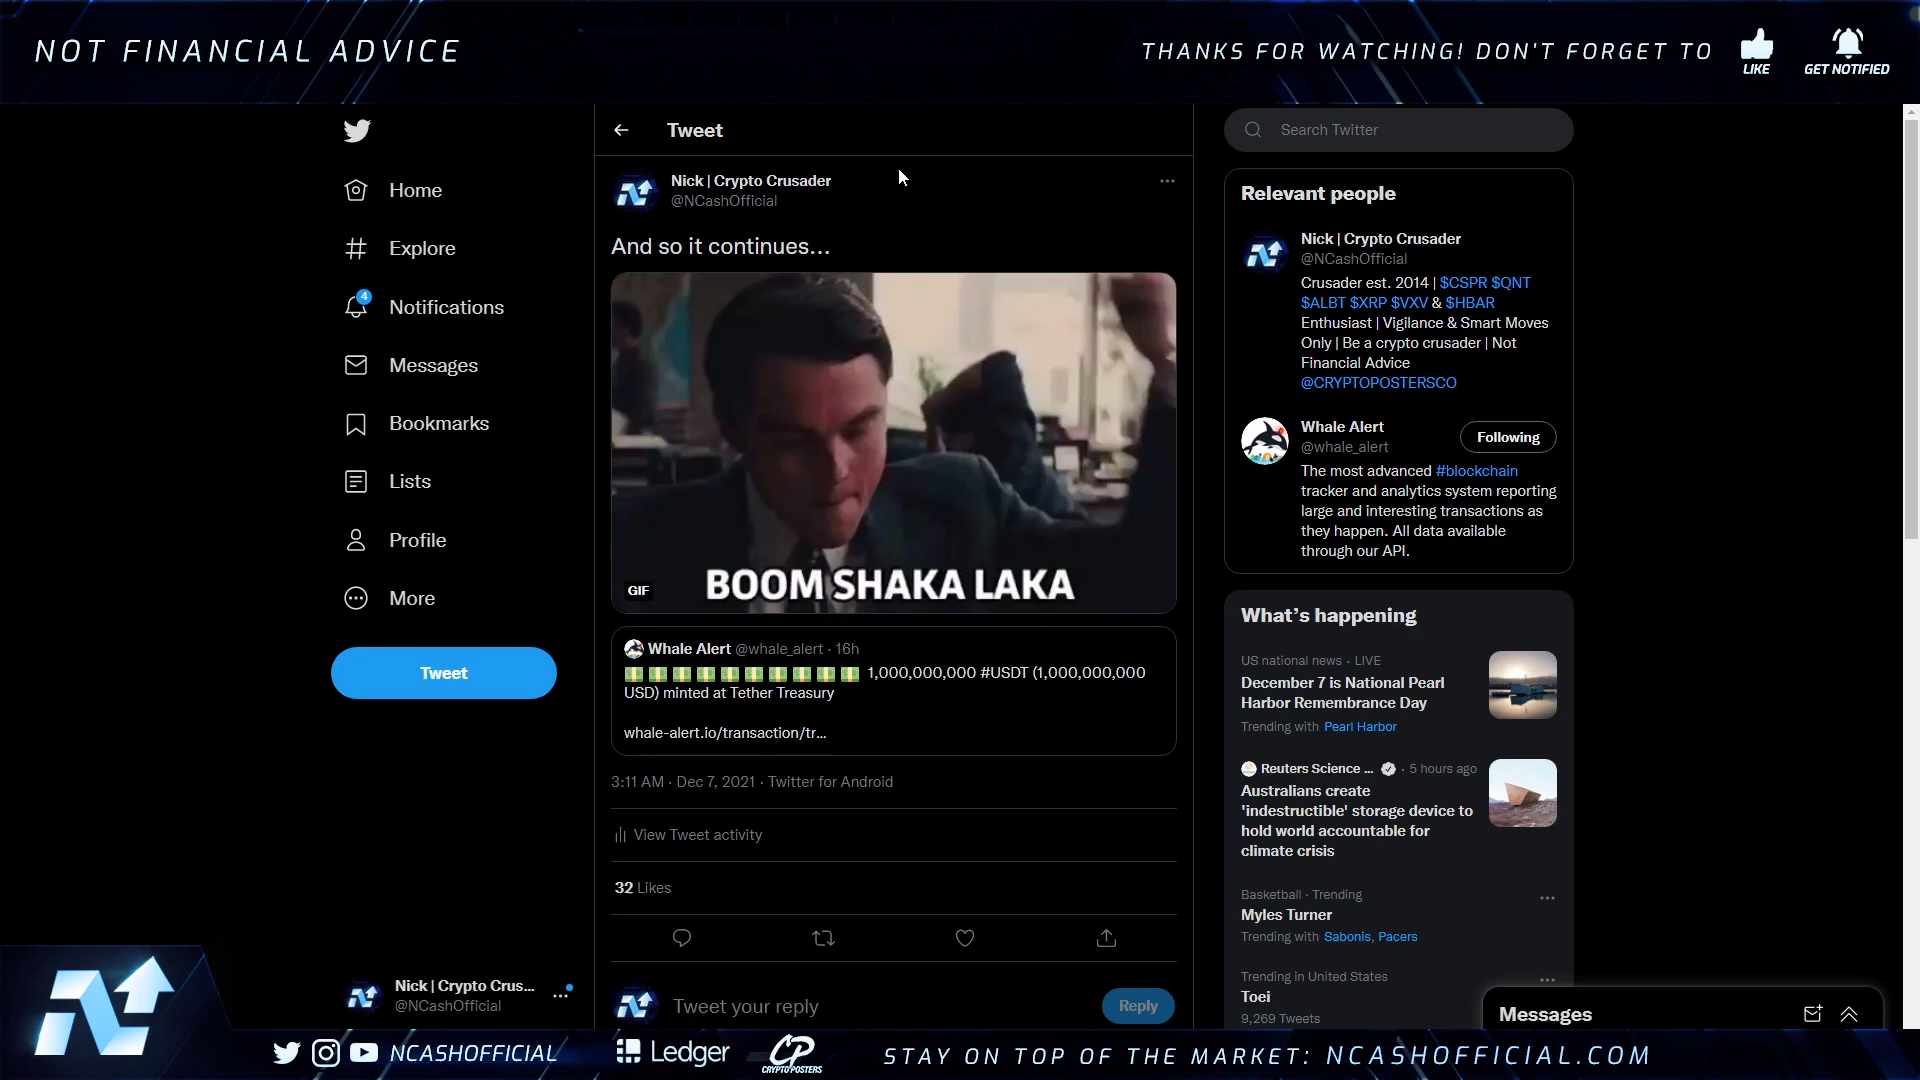 NOT FINANCIAL ADVICE
THANKS FOR WATCHING! DON'T FORGET TO
LIKE
GET NOTIFIED
Home
Explore
4
Notifications
Messages
Bookmarks
Lists
Profile
More
Tweet
Nick | Crypto Crus...
@NCashOfficial
Tweet
Nick | Crypto Crusader
@NCashOfficial
And so it continues...
GIF
BOOM SHAKA LAKA
Whale Alert @whale_alert · 16h
1,000,000,000 #USDT (1,000,000,000
USD) minted at Tether Treasury
whale-alert.io/transaction/tr...
3:11 AM · Dec 7, 2021 · Twitter for Android
View Tweet activity
32 Likes
Tweet your reply
Reply
Search Twitter
Relevant people
Nick | Crypto Crusader
@NCashOfficial
Crusader est. 2014 | $CSPR $QNT
$ALBT $XRP $VXV & $HBAR
Enthusiast | Vigilance & Smart Moves
Only | Be a crypto crusader | Not
Financial Advice
@CRYPTOPOSTERSCO
Whale Alert
@whale_alert
Following
The most advanced #blockchain
tracker and analytics system reporting
large and interesting transactions as
they happen. All data available
through our API.
What's happening
US national news · LIVE
December 7 is National Pearl
Harbor Remembrance Day
Trending with Pearl Harbor
Reuters Science ... · 5 hours ago
Australians create
'indestructible' storage device to
hold world accountable for
climate crisis
Basketball · Trending
Myles Turner
Trending with Sabonis, Pacers
Trending in United States
Toei
9,269 Tweets
Messages
NCASHOFFICIAL
Ledger
CP
CRYPTOPOSTERS
STAY ON TOP OF THE MARKET: NCASHOFFICIAL.COM